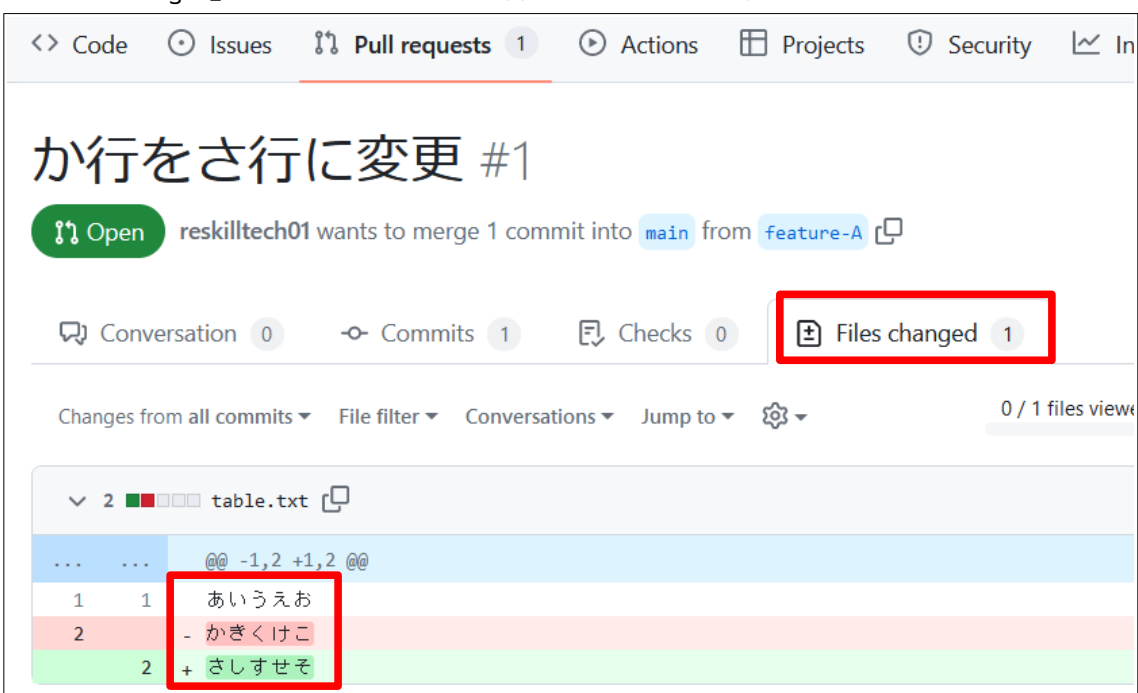 Code Issues Pull requests 1 Actions Projects Security In
か行をさ行に変更 #1
Open reskilltech01 wants to merge 1 commit into main from feature-A
Conversation 0 Commits 1 Checks 0 Files changed 1
Changes from all commits File filter Conversations Jump to 0 / 1 files viewe
2 table.txt
... ... @@ -1,2 +1,2 @@
1 1 あいうえお
2 - かきくけこ
2 + さしすせそ